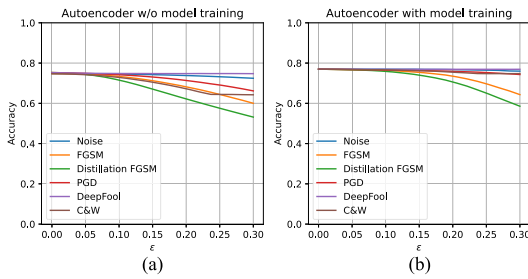 Autoencoder w/o model training
1.0
0.8
0.6
0.4
0.2
0.0
Accuracy
Noise
FGSM
Distillation FGSM
PGD
DeepFool
C&W
0.00 0.05 0.10 0.15 0.20 0.25 0.30
ε
(a)
Autoencoder with model training
1.0
0.8
0.6
0.4
0.2
0.0
Accuracy
Noise
FGSM
Distillation FGSM
PGD
DeepFool
C&W
0.00 0.05 0.10 0.15 0.20 0.25 0.30
ε
(b)